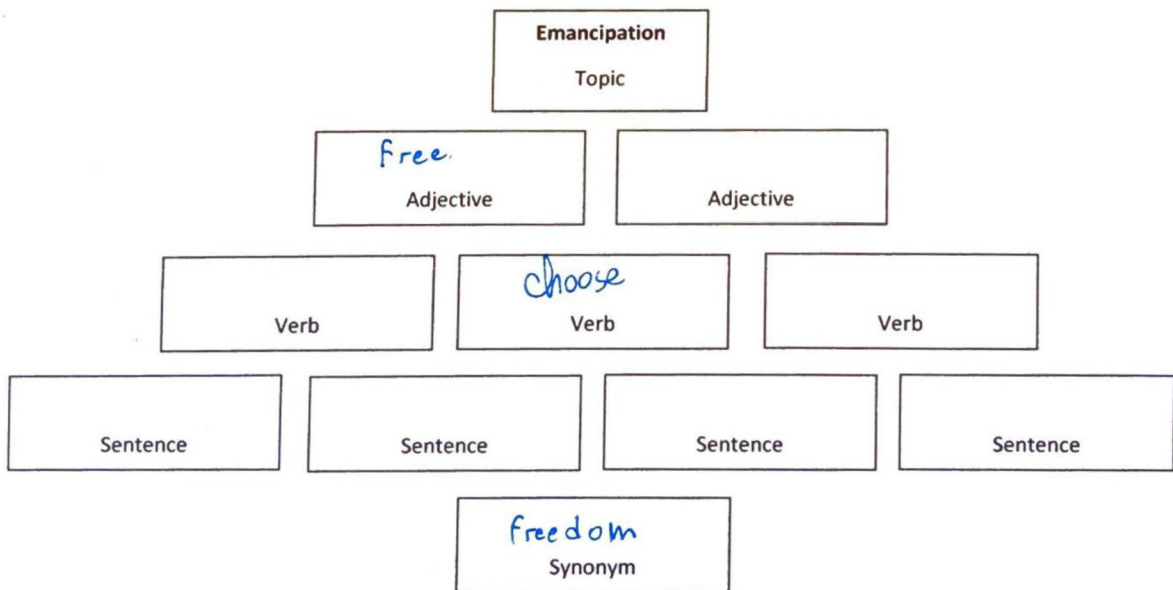 Emancipation
Topic
free.
Adjective
Adjective
Verb
choose
Verb
Verb
Sentence
Sentence
Sentence
Sentence
freedom
Synonym